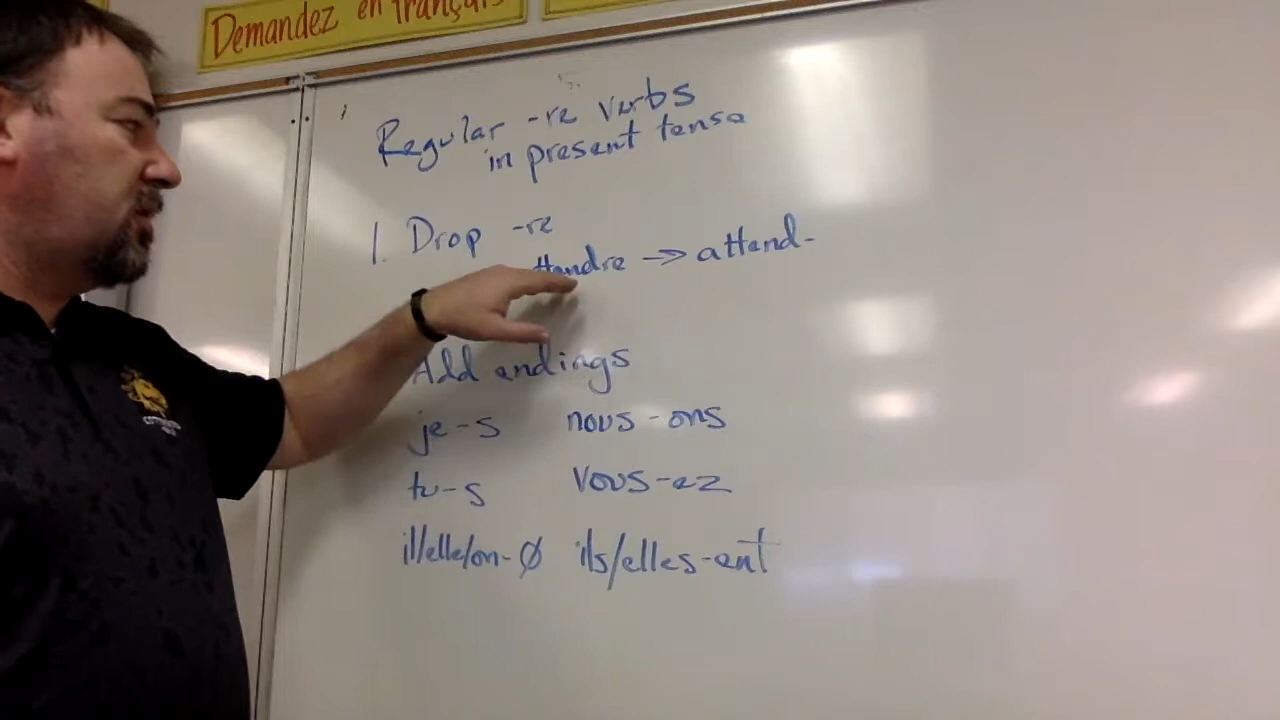 Demandez en français
Regular -re verbs
in present tense
1. Drop -re
ttendre -> attend-
Add endings
je-s nous-ons
tu-s vous-ez
il/elle/on-Ø ils/elles-ent